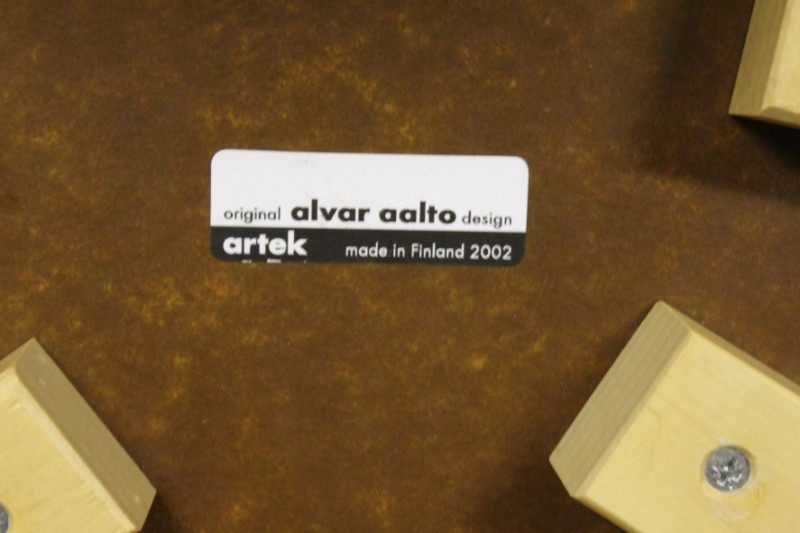 original alvar aalto design
artek made in Finland 2002